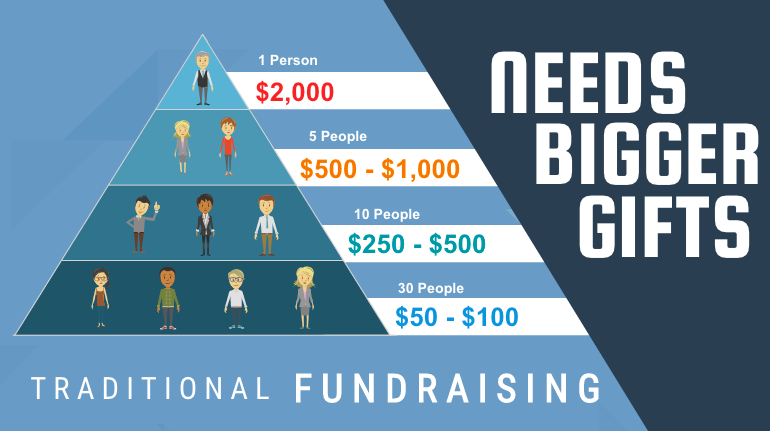 1 Person
$2,000
5 People
$500 - $1,000
10 People
$250 - $500
30 People
$50 - $100
NEEDS
BIGGER
GIFTS
TRADITIONAL FUNDRAISING